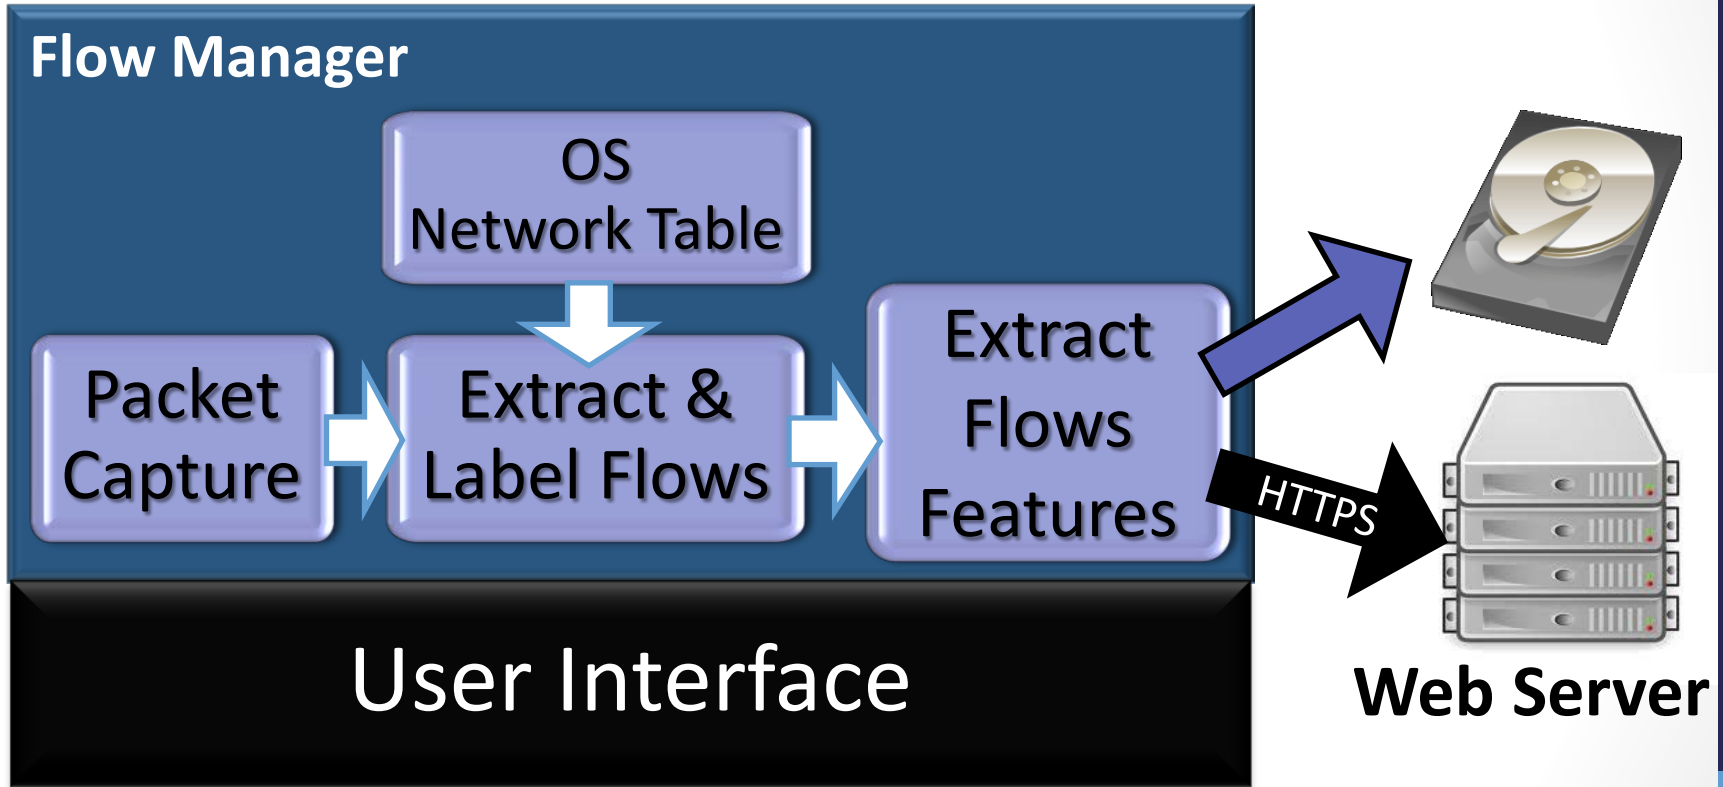 Flow Manager
OS
Network Table
Packet
Capture
Extract &
Label Flows
Extract
Flows
Features
HTTPS
Web Server
User Interface